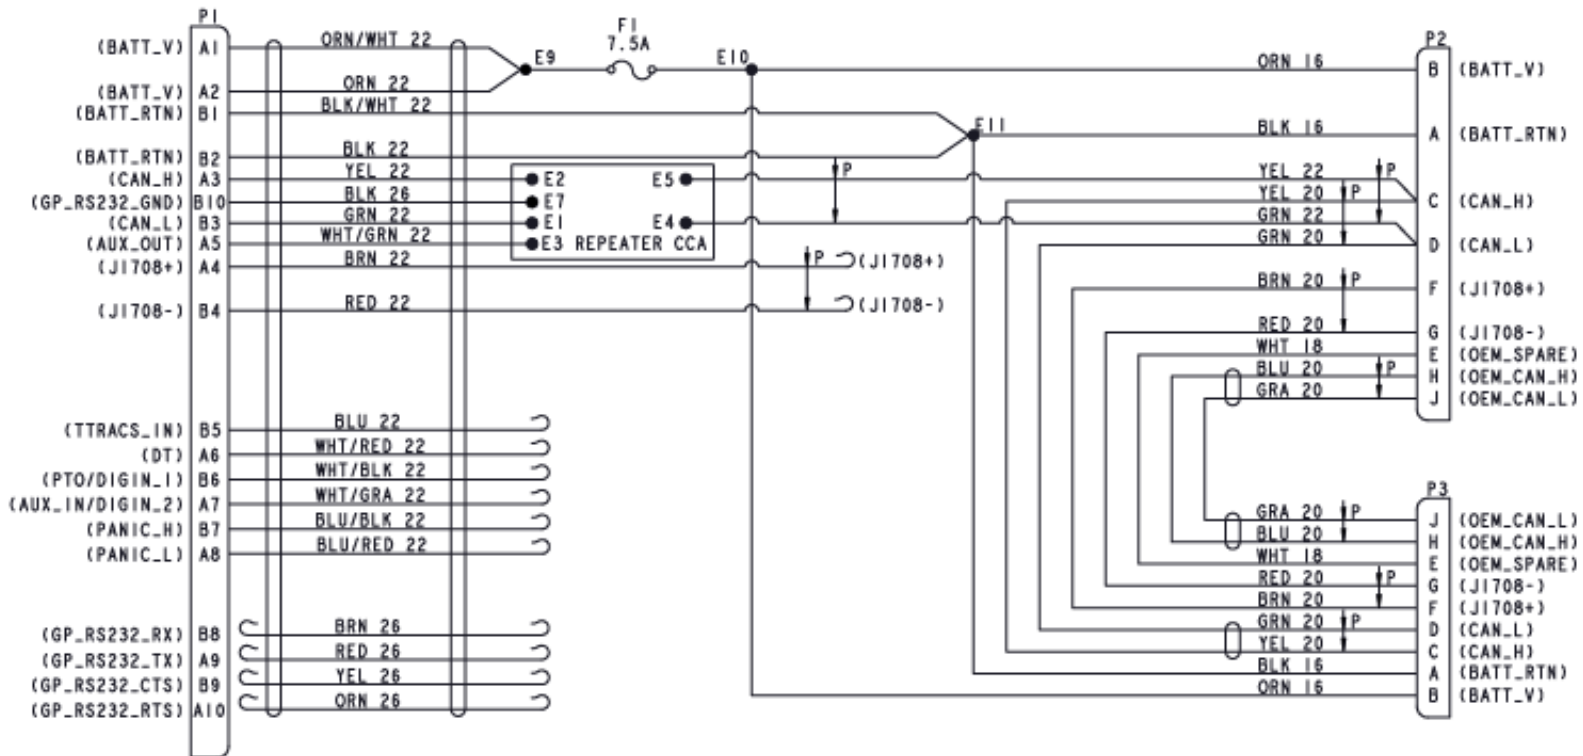 P1
F1
7.5A
P2
(BATT_V) A1 ORN/WHT 22
E9
E10
ORN 16 B (BATT_V)
(BATT_V) A2 ORN 22
(BATT_RTN) B1 BLK/WHT 22
E11
BLK 16 A (BATT_RTN)
(BATT_RTN) B2 BLK 22
(CAN_H) A3 YEL 22 E2 E5 P YEL 22 P
(GP_RS232_GND) B10 BLK 26 E7 YEL 20 P C (CAN_H)
(CAN_L) B3 GRN 22 E1 E4 GRN 22
(AUX_OUT) A5 WHT/GRN 22 E3 REPEATER CCA GRN 20 D (CAN_L)
(J1708+) A4 BRN 22 P (J1708+)
BRN 20 P F (J1708+)
(J1708-) B4 RED 22 (J1708-)
RED 20 G (J1708-)
WHT 18 E (OEM_SPARE)
BLU 20 P H (OEM_CAN_H)
GRA 20 J (OEM_CAN_L)
(TTRACS_IN) B5 BLU 22
(DT) A6 WHT/RED 22
(PTO/DIGIN_1) B6 WHT/BLK 22
(AUX_IN/DIGIN_2) A7 WHT/GRA 22
(PANIC_H) B7 BLU/BLK 22
(PANIC_L) A8 BLU/RED 22
P3
GRA 20 P J (OEM_CAN_L)
BLU 20 H (OEM_CAN_H)
WHT 18 E (OEM_SPARE)
RED 20 P G (J1708-)
BRN 20 F (J1708+)
GRN 20 P D (CAN_L)
YEL 20 C (CAN_H)
BLK 16 A (BATT_RTN)
ORN 16 B (BATT_V)
(GP_RS232_RX) B8 BRN 26
(GP_RS232_TX) A9 RED 26
(GP_RS232_CTS) B9 YEL 26
(GP_RS232_RTS) A10 ORN 26